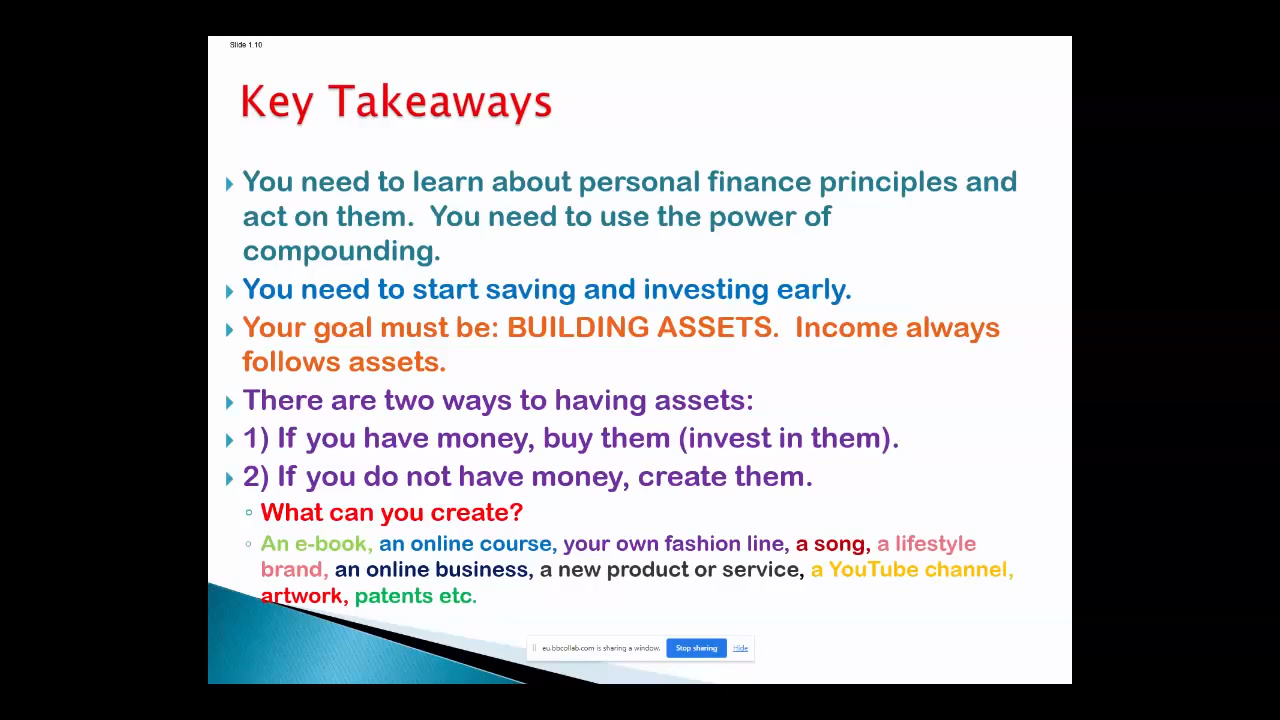 Slide 1.10
Key Takeaways
You need to learn about personal finance principles and
act on them.  You need to use the power of
compounding.
You need to start saving and investing early.
Your goal must be: BUILDING ASSETS.  Income always
follows assets.
There are two ways to having assets:
1) If you have money, buy them (invest in them).
2) If you do not have money, create them.
What can you create?
An e-book, an online course, your own fashion line, a song, a lifestyle
brand, an online business, a new product or service, a YouTube channel,
artwork, patents etc.
eu.bbcollab.com is sharing a window. Stop sharing Hide